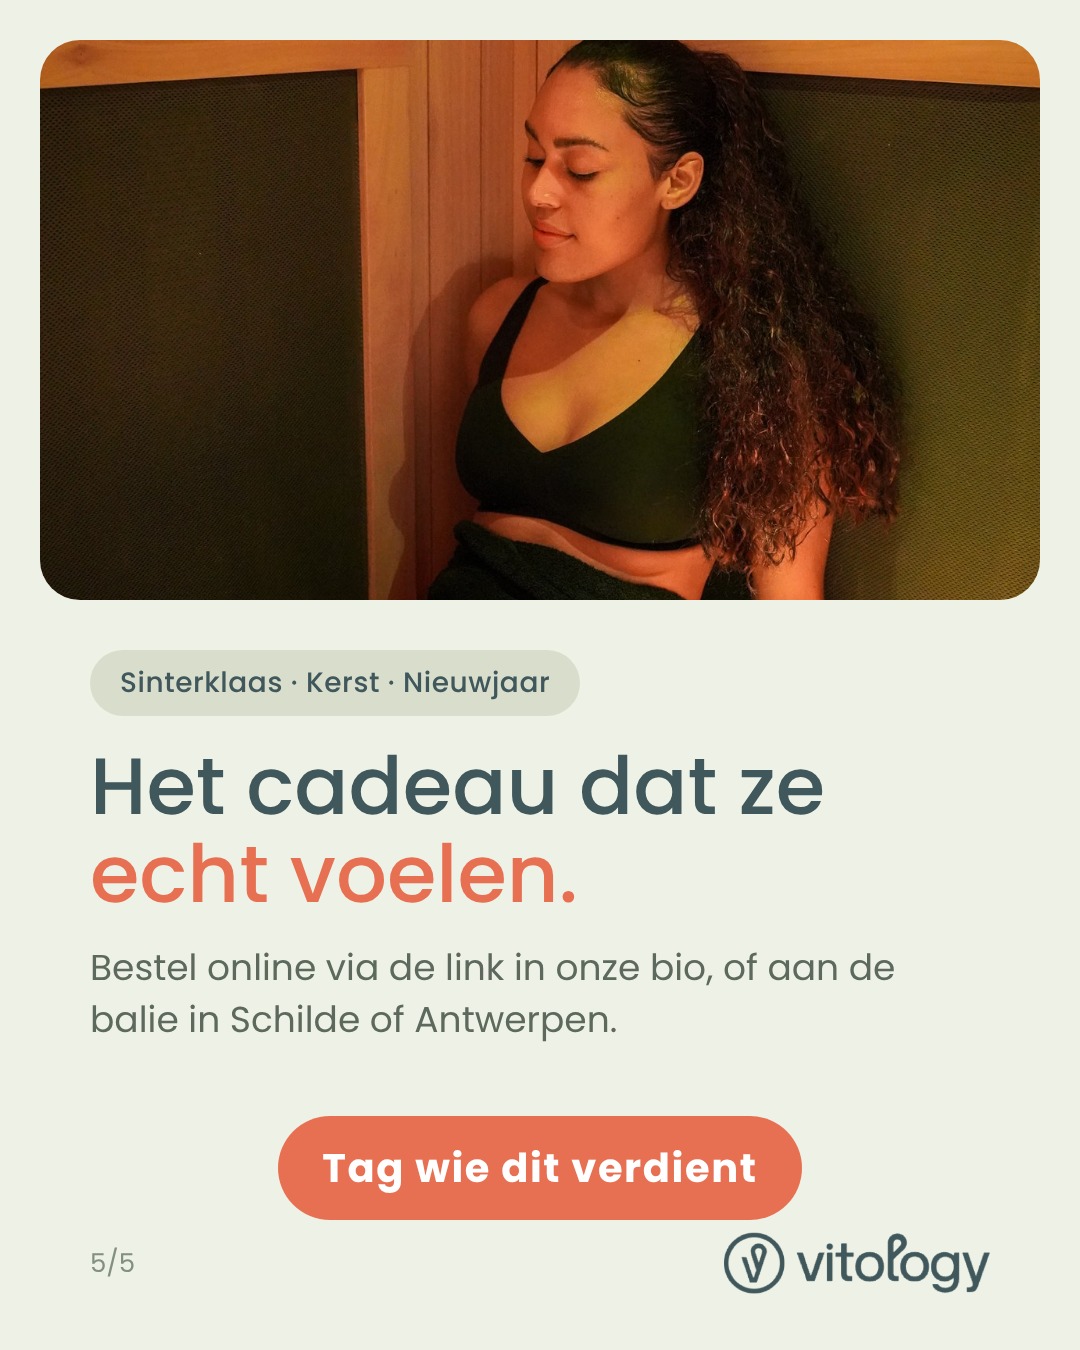 Sinterklaas · Kerst · Nieuwjaar
Het cadeau dat ze
echt voelen.
Bestel online via de link in onze bio, of aan de
balie in Schilde of Antwerpen.
Tag wie dit verdient
5/5
vitology